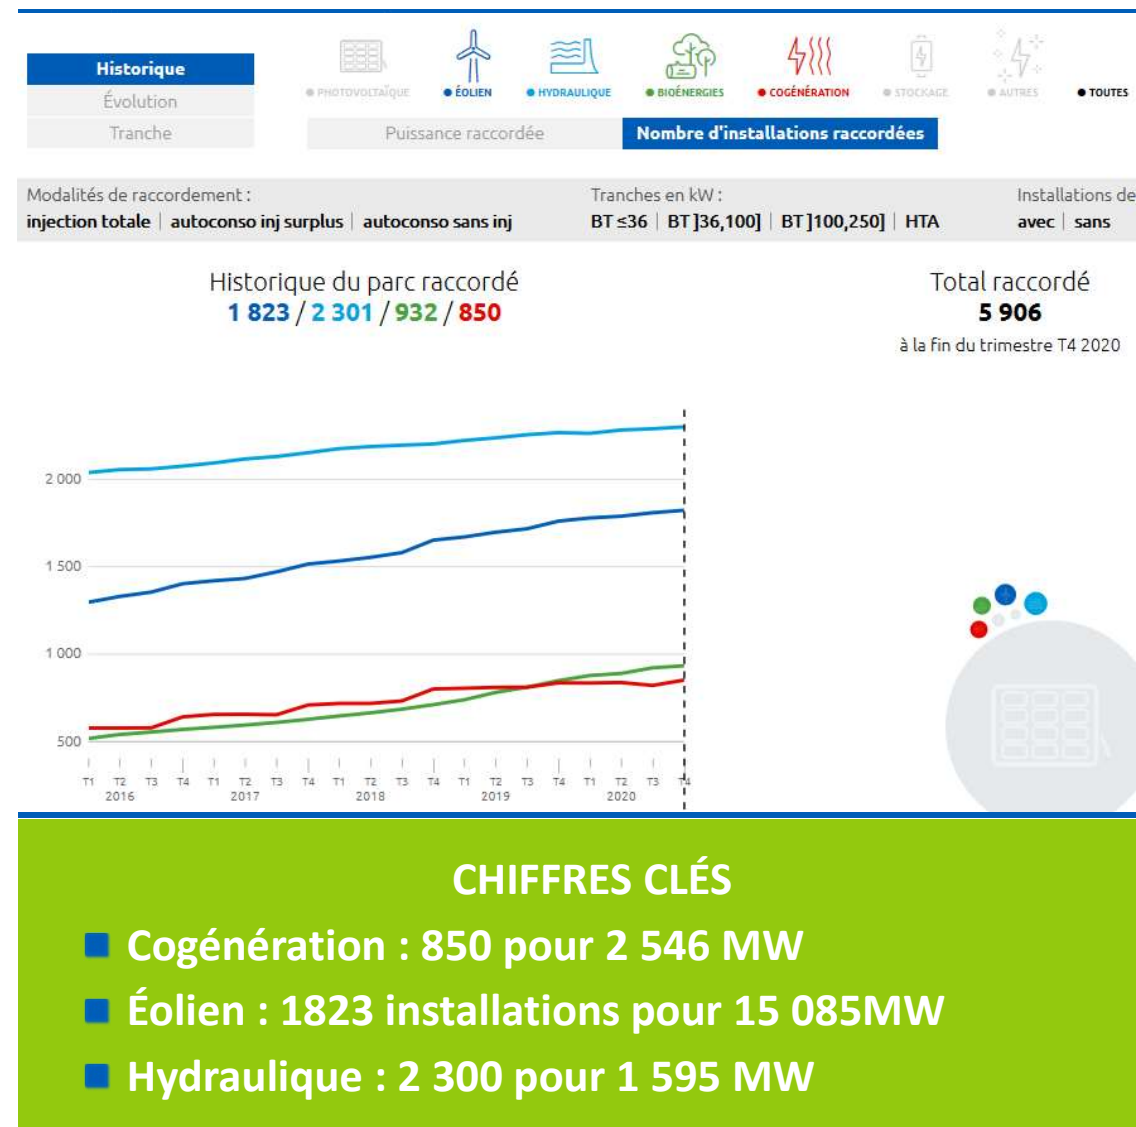 Historique
Évolution
Tranche
● PHOTOVOLTAÏQUE ● ÉOLIEN ● HYDRAULIQUE ● BIOÉNERGIES ● COGÉNÉRATION ● STOCKAGE ● AUTRES ● TOUTES
Puissance raccordée Nombre d'installations raccordées
Modalités de raccordement : Tranches en kW : Installations de
injection totale | autoconso inj surplus | autoconso sans inj BT ≤36 | BT ]36,100] | BT ]100,250] | HTA avec | sans
Historique du parc raccordé
1 823 / 2 301 / 932 / 850
Total raccordé
5 906
à la fin du trimestre T4 2020
2 000
1 500
1 000
500
T1 T2 T3 T4 T1 T2 T3 T4 T1 T2 T3 T4 T1 T2 T3 T4 T1 T2 T3 T4
2016 2017 2018 2019 2020
CHIFFRES CLÉS
Cogénération : 850 pour 2 546 MW
Éolien : 1823 installations pour 15 085MW
Hydraulique : 2 300 pour 1 595 MW